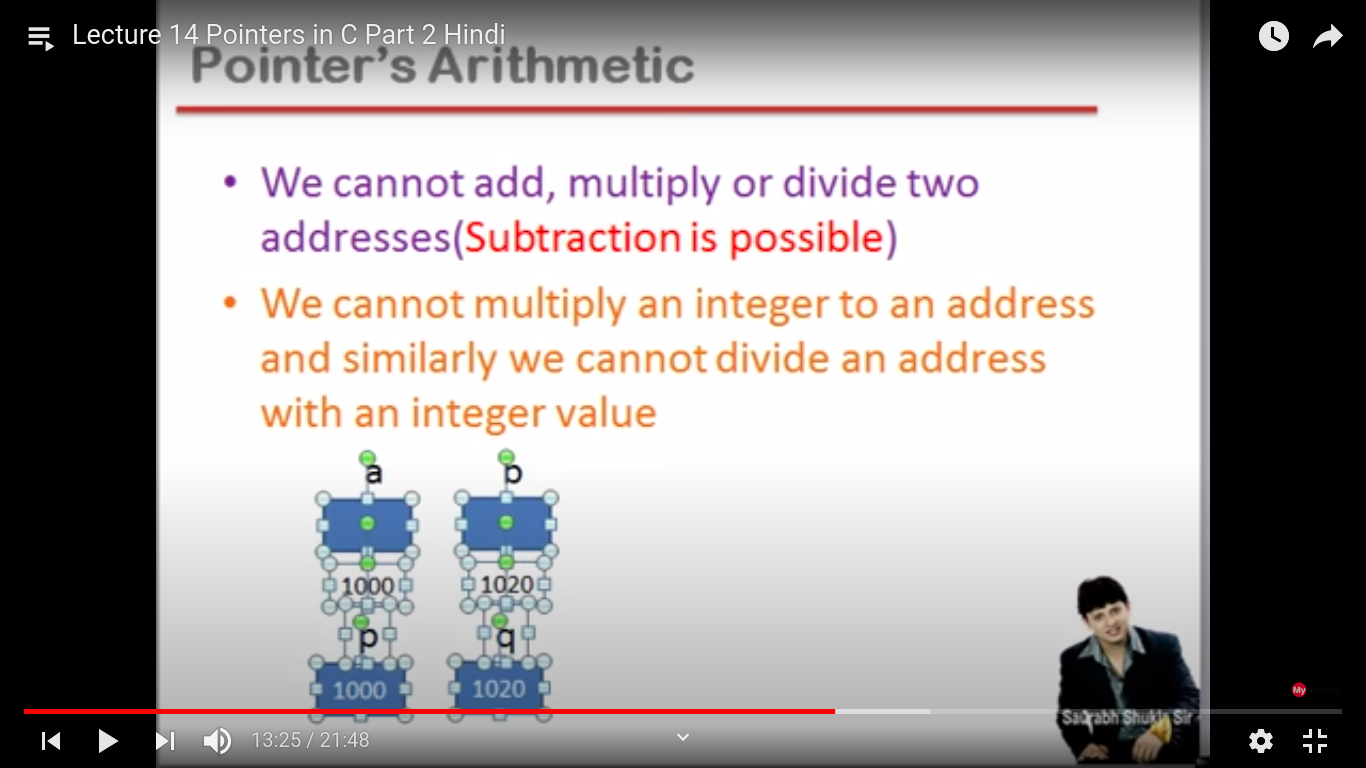 Lecture 14 Pointers in C Part 2 Hindi
Pointer's Arithmetic
• We cannot add, multiply or divide two
addresses(Subtraction is possible)
• We cannot multiply an integer to an address
and similarly we cannot divide an address
with an integer value
a b
1000 1020
p q
1000 1020
My
Saurabh Shukla Sir
13:25 / 21:48